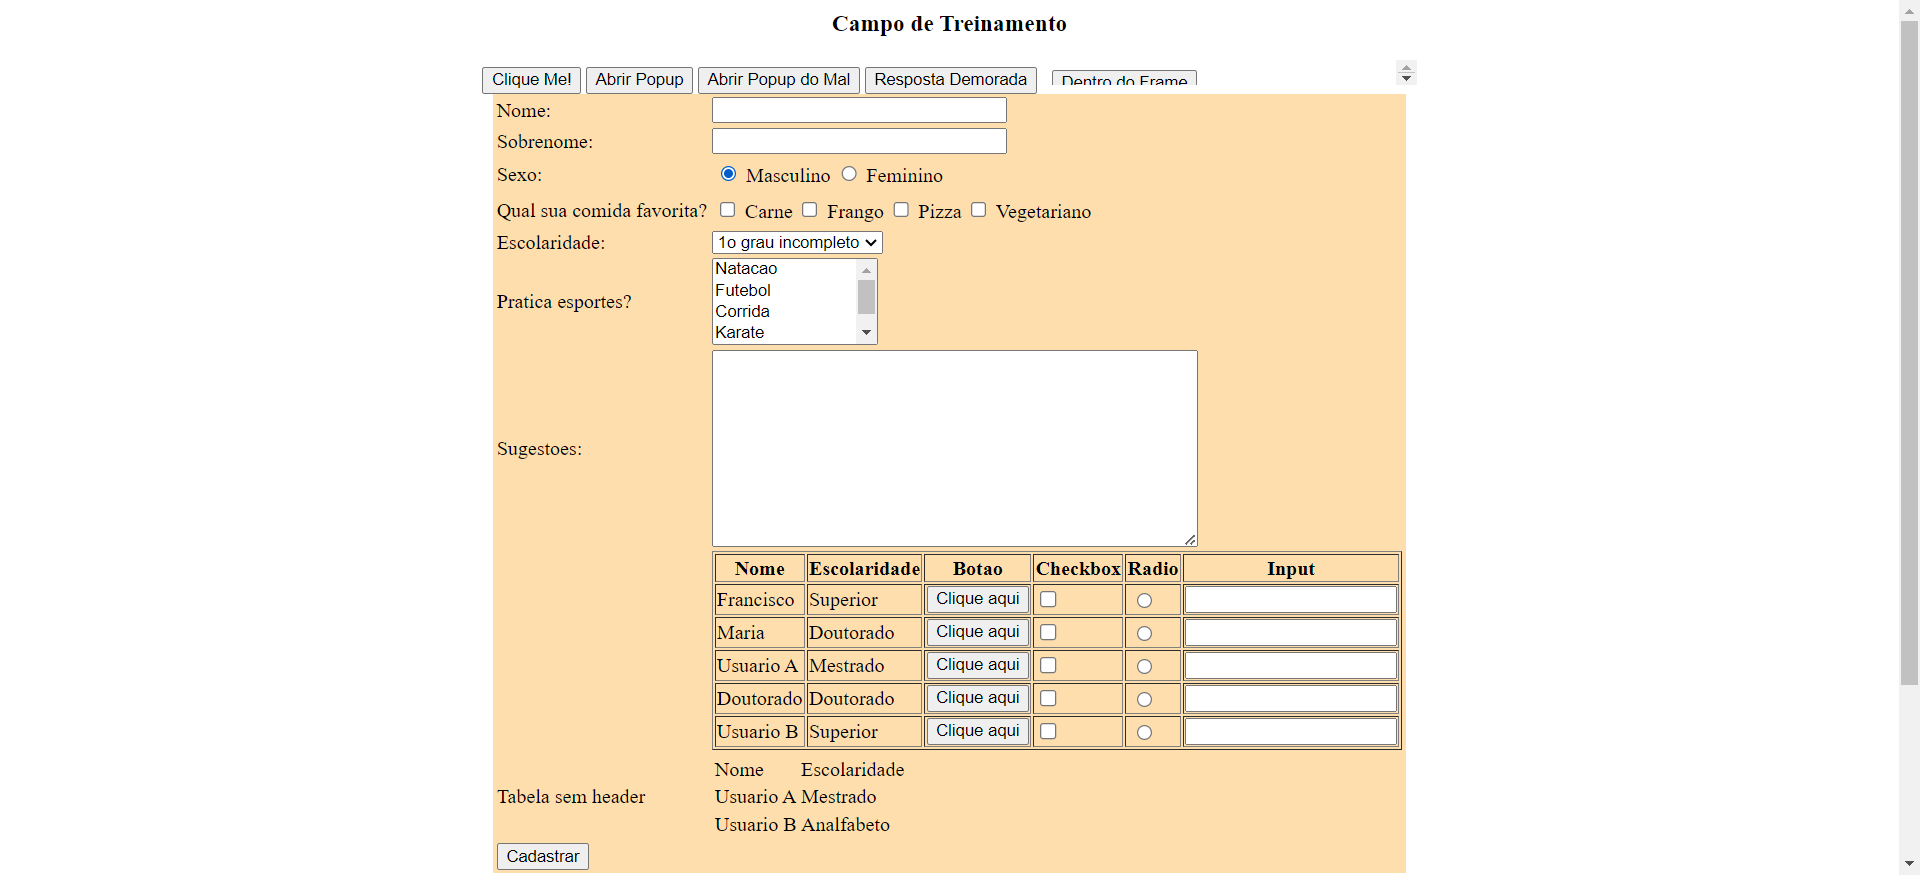 Campo de Treinamento
Clique Me! Abrir Popup Abrir Popup do Mal Resposta Demorada Dentro do Frame
Nome:
Sobrenome:
Sexo: Masculino Feminino
Qual sua comida favorita? Carne Frango Pizza Vegetariano
Escolaridade: 1o grau incompleto
Natacao
Futebol
Pratica esportes?
Corrida
Karate
Sugestoes:
Nome Escolaridade Botao Checkbox Radio Input
Francisco Superior Clique aqui
Maria Doutorado Clique aqui
Usuario A Mestrado Clique aqui
Doutorado Doutorado Clique aqui
Usuario B Superior Clique aqui
Nome Escolaridade
Tabela sem header Usuario A Mestrado
Usuario B Analfabeto
Cadastrar